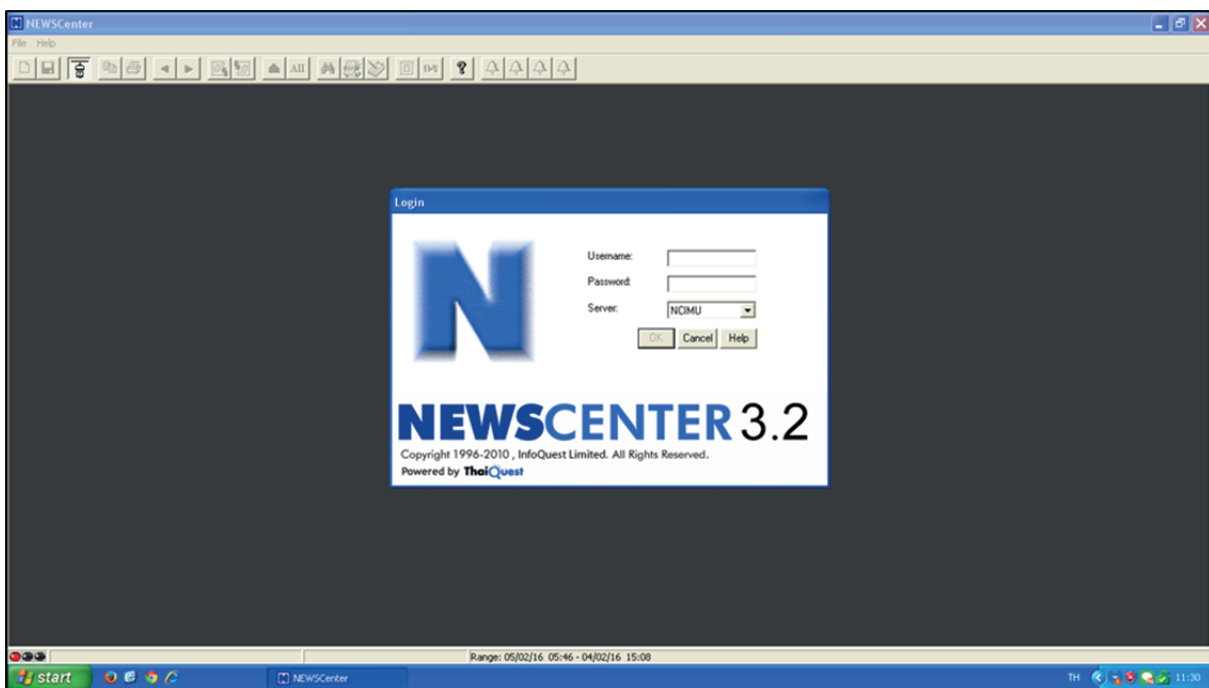 NEWSCenter
File Help
All
Login
Username:
Password:
Server: NCIMU
OK Cancel Help
N
NEWSCENTER 3.2
Copyright 1996-2010 , InfoQuest Limited. All Rights Reserved.
Powered by ThaiQuest
Range: 05/02/16 05:46 - 04/02/16 15:08
start NEWSCenter TH 11:30